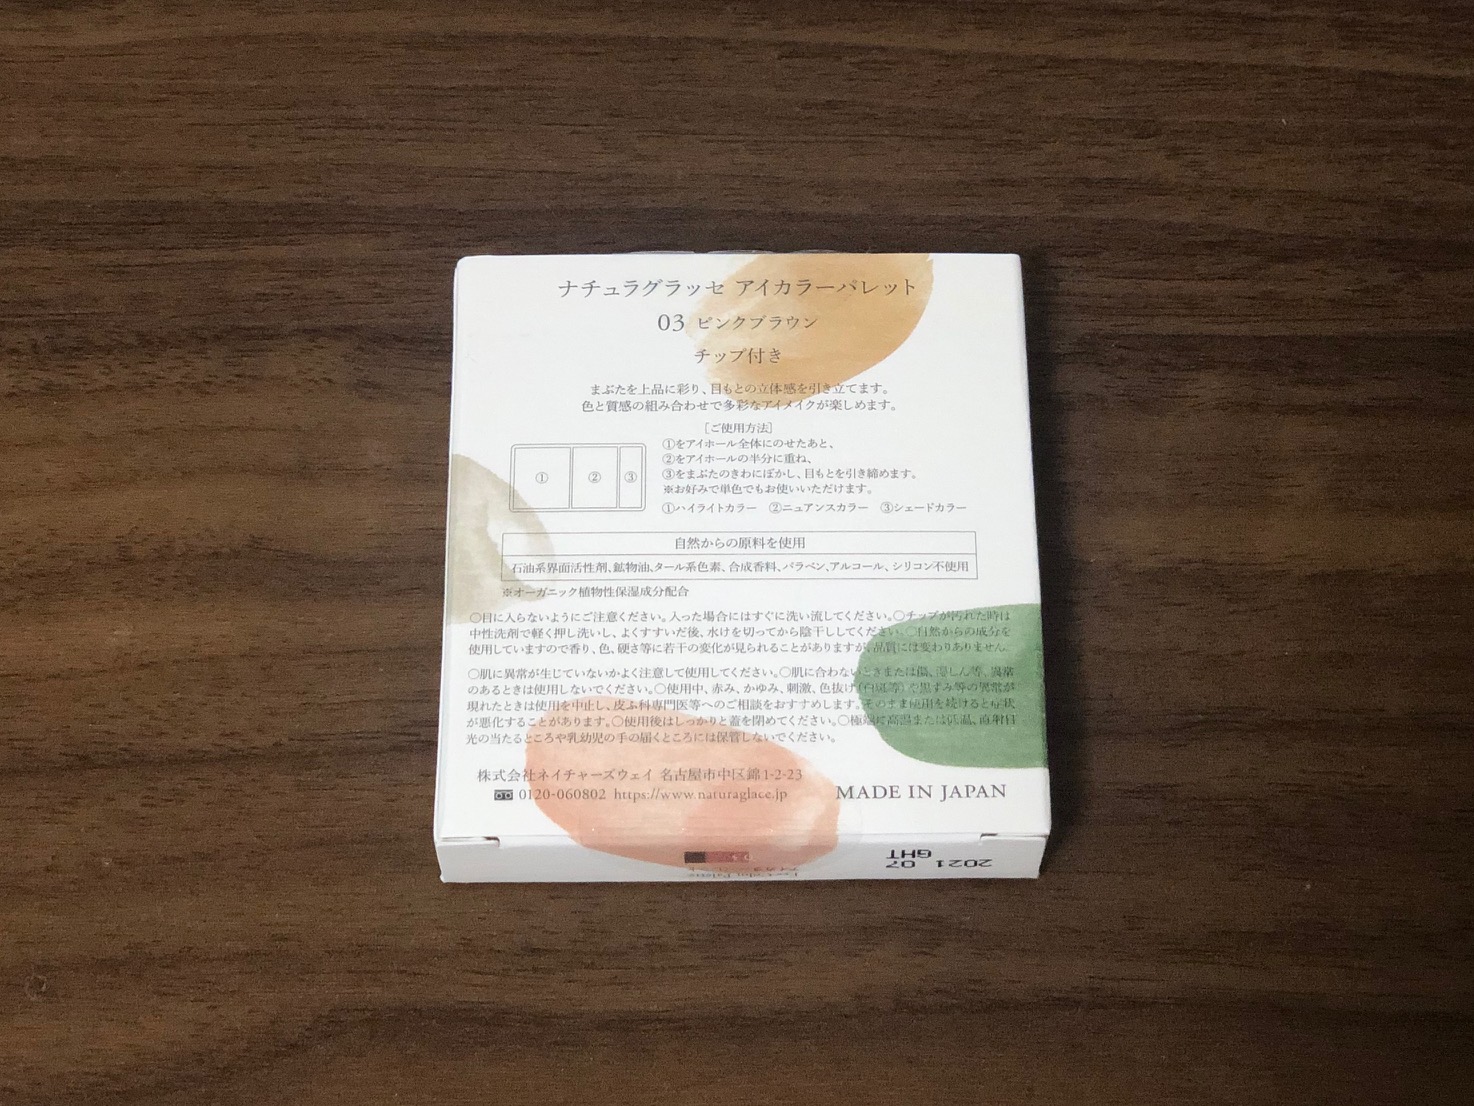 ナチュラグラッセ アイカラーパレット
03 ピンクブラウン
チップ付き
まぶたを上品に彩り、目もとの立体感を引き立てます。
色と質感の組み合わせで多彩なアイメイクが楽しめます。
[ご使用方法]
①をアイホール全体にのせたあと、
②をアイホールの半分に重ね、
③をまぶたのきわにぼかし、目もとを引き締めます。
※お好みで単色でもお使いいただけます。
① ② ③
①ハイライトカラー ②ニュアンスカラー ③シェードカラー
自然からの原料を使用
石油系界面活性剤、鉱物油、タール系色素、合成香料、パラベン、アルコール、シリコン不使用
※オーガニック植物性保湿成分配合
○目に入らないようにご注意ください。入った場合にはすぐに洗い流してください。○チップが汚れた時は
中性洗剤で軽く押し洗いし、よくすすいだ後、水けを切ってから陰干ししてください。○自然からの成分を
使用していますので香り、色、硬さ等に若干の変化が見られることがありますが、品質には変わりありません。
○肌に異常が生じていないかよく注意して使用してください。○肌に合わないときまたは傷、湿しん等、異常
のあるときは使用しないでください。○使用中、赤み、かゆみ、刺激、色抜け(白斑等)や黒ずみ等の異常が
現れたときは使用を中止し、皮ふ科専門医等へのご相談をおすすめします。そのまま使用を続けると症状
が悪化することがあります。○使用後はしっかりと蓋を閉めてください。○極端に高温または低温、直射日
光の当たるところや乳幼児の手の届くところには保管しないでください。
株式会社ネイチャーズウェイ 名古屋市中区錦1-2-23
0120-060802 https://www.naturaglace.jp
MADE IN JAPAN
2021 07
GHT